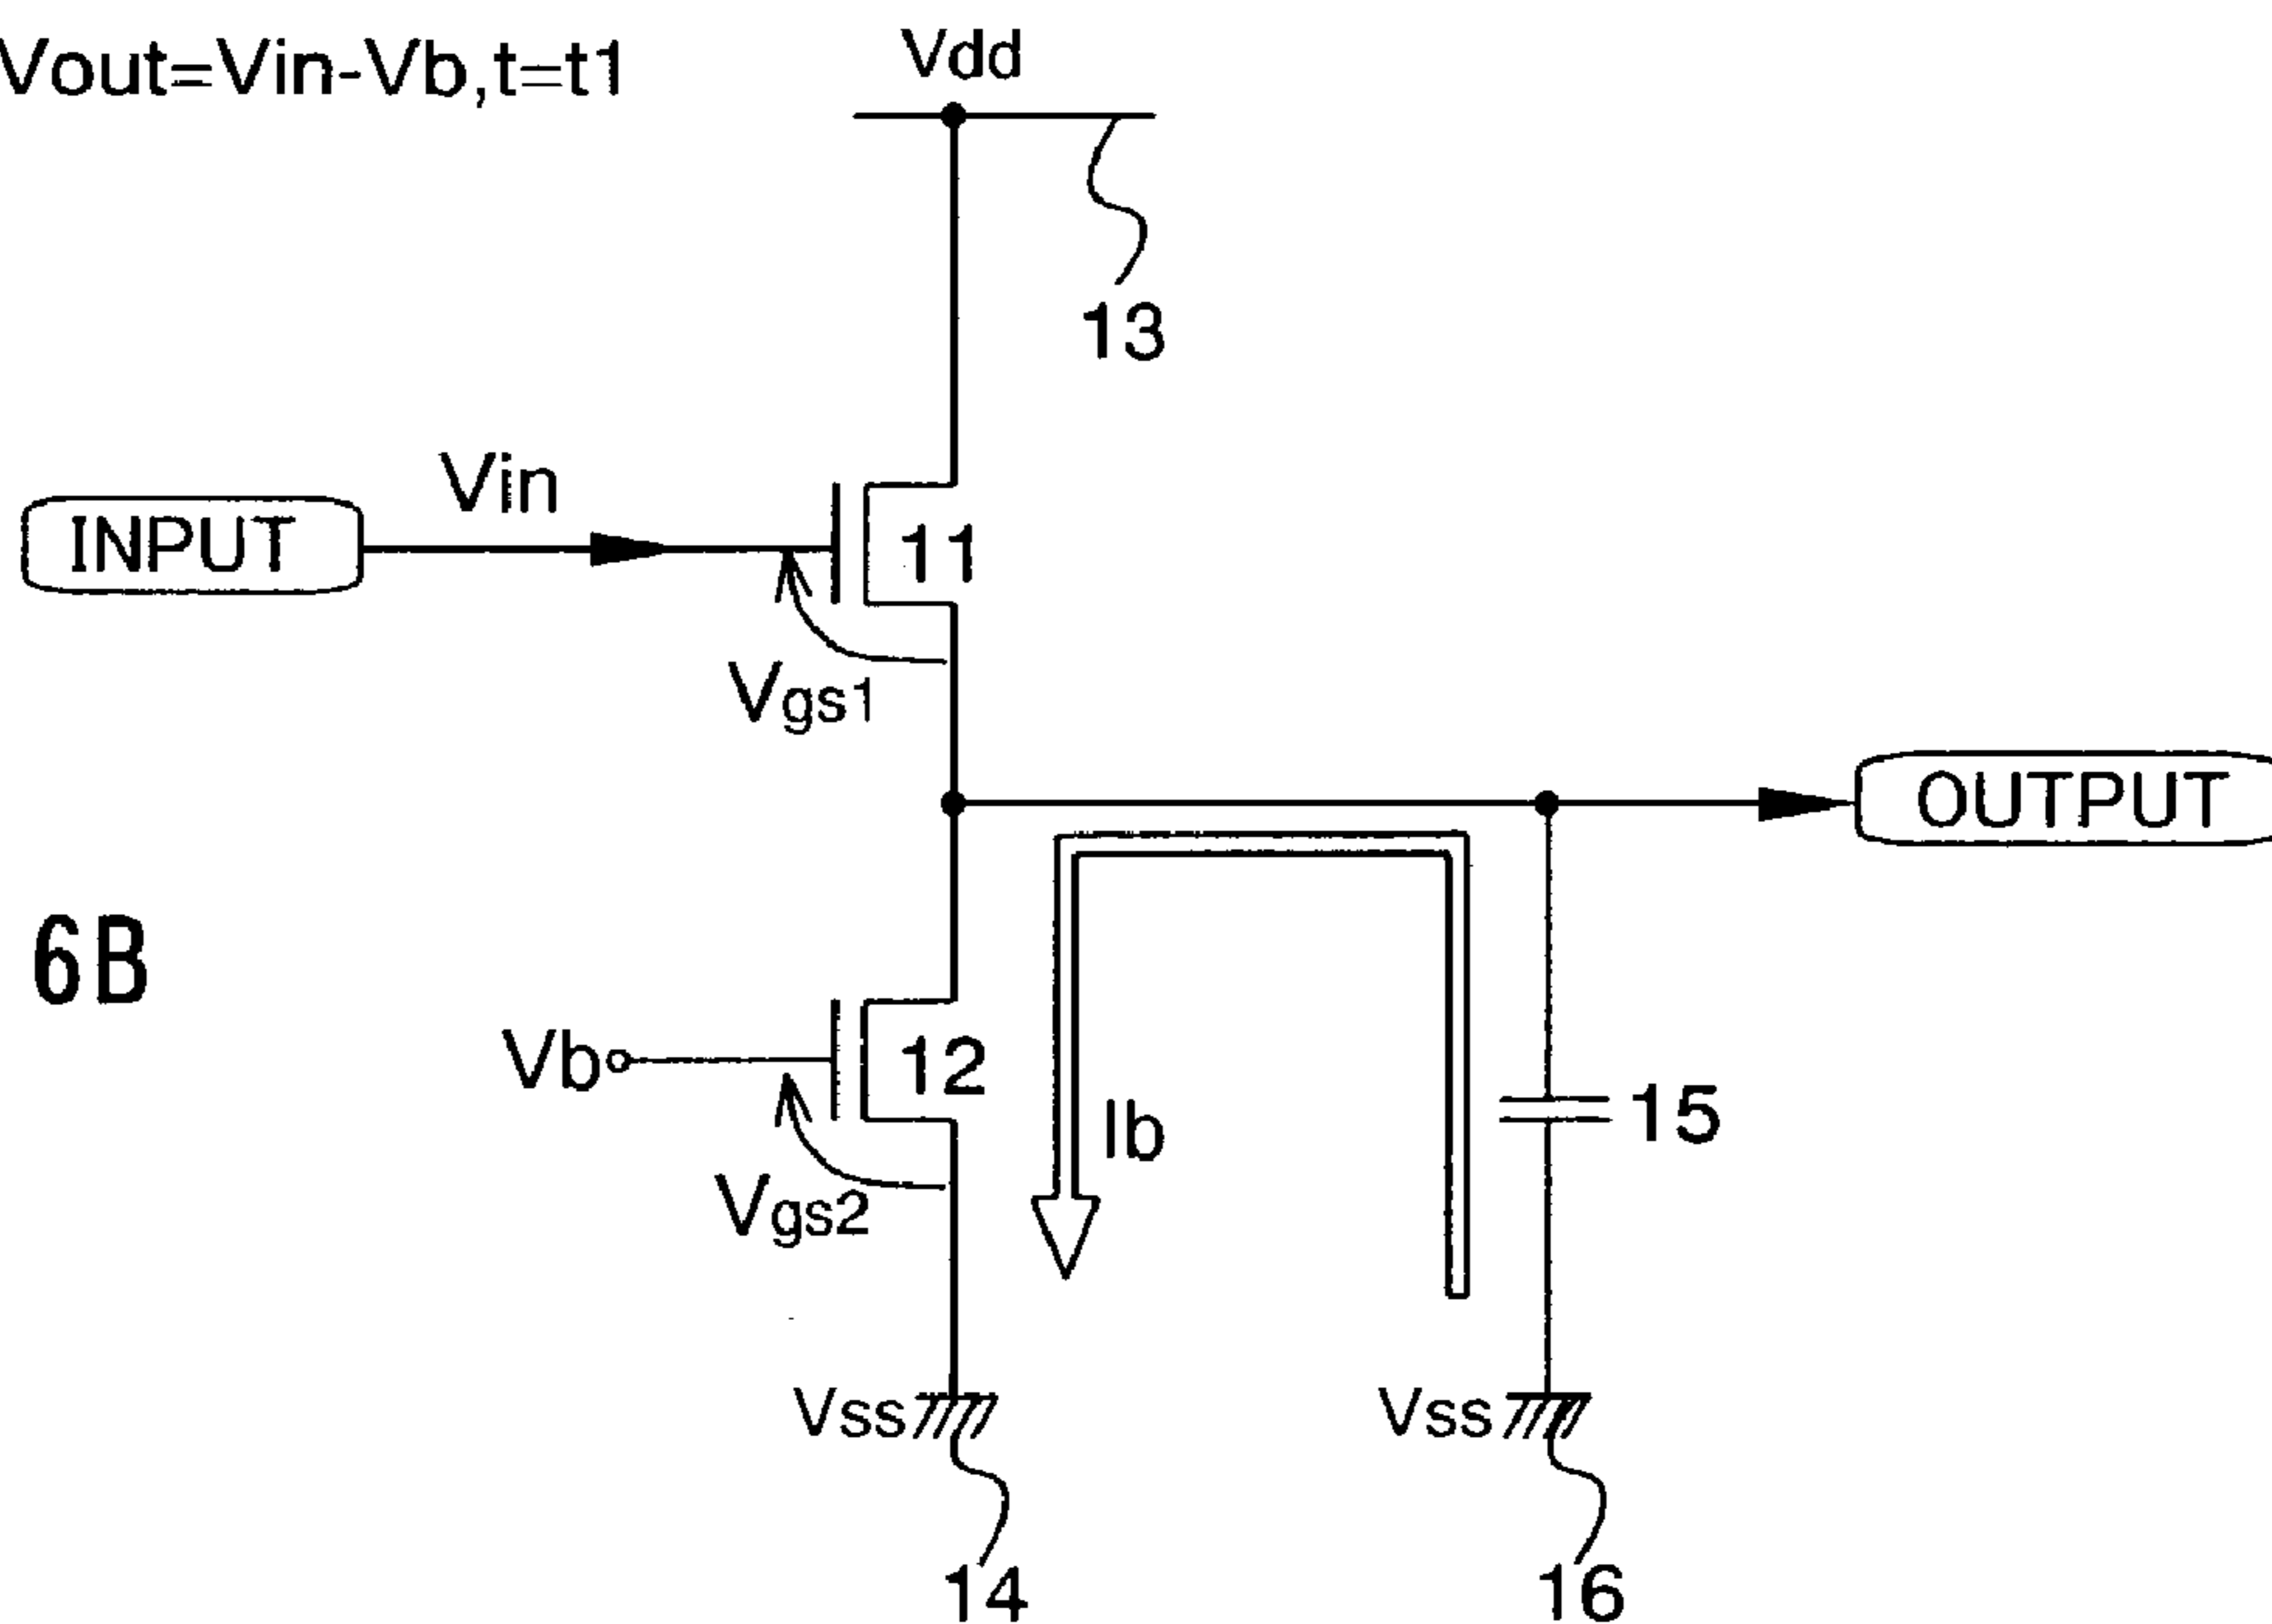 Vout=Vin-Vb,t=t1
Vdd
13
Vin
INPUT
11
Vgs1
OUTPUT
6B
Vb
12
Ib
15
Vgs2
Vss
Vss
14
16